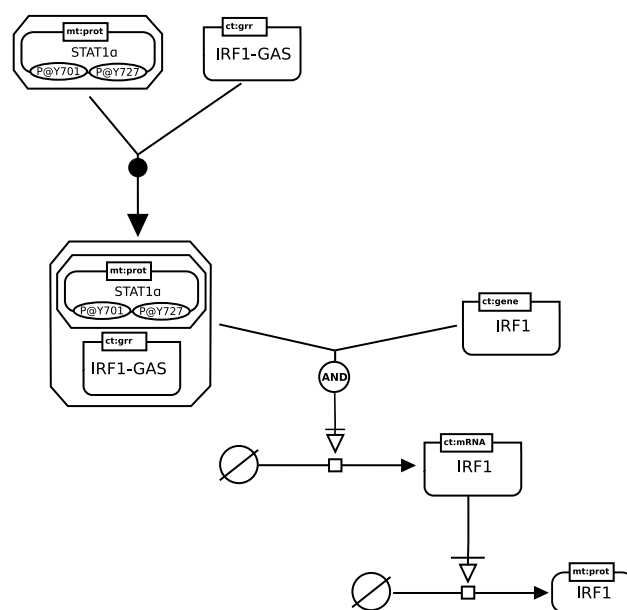 mt:prot
ct:grr
STAT1α
IRF1-GAS
P@Y701 P@Y727
mt:prot
STAT1α
P@Y701 P@Y727
ct:gene
IRF1
ct:grr
IRF1-GAS
AND
ct:mRNA
IRF1
mt:prot
IRF1